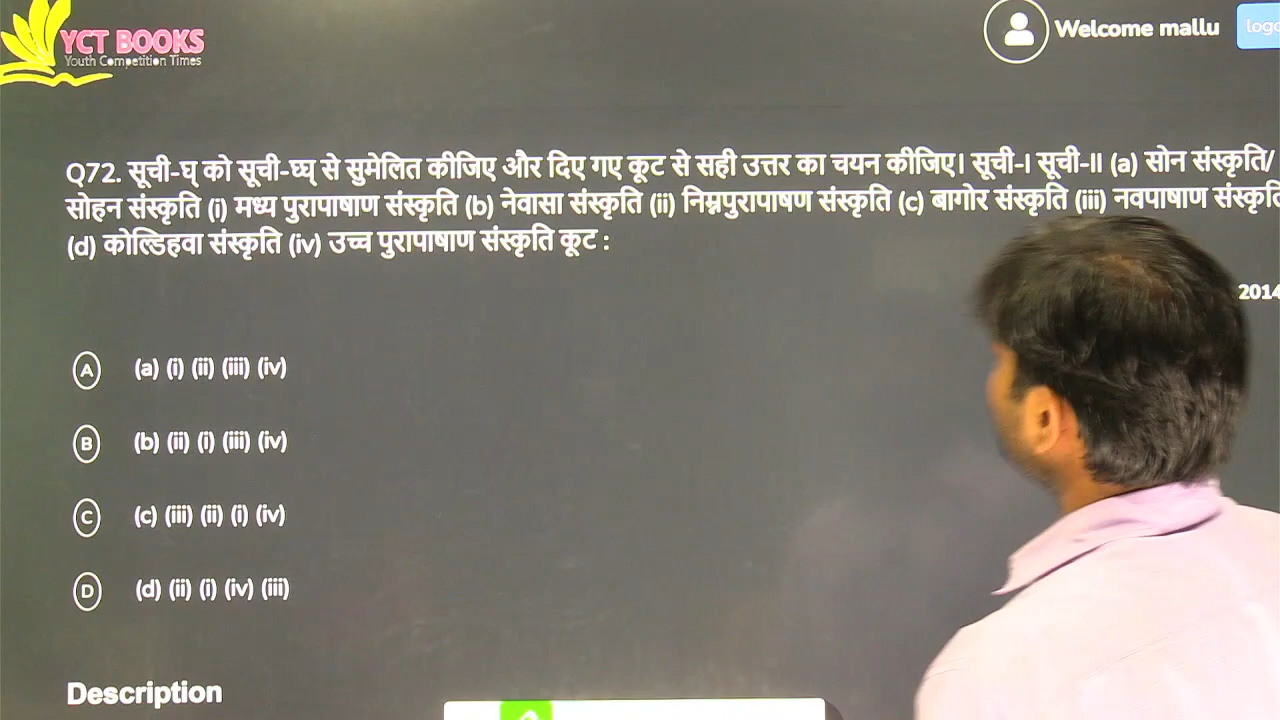 YCT BOOKS
Youth Competition Times
Welcome mallu
Q72. सूची-घ् को सूची-घ्घ् से सुमेलित कीजिए और दिए गए कूट से सही उत्तर का चयन कीजिए। सूची-I सूची-II (a) सोन संस्कृति/
सोहन संस्कृति (i) मध्य पुरापाषाण संस्कृति (b) नेवासा संस्कृति (ii) निम्नपुरापाषण संस्कृति (c) बागोर संस्कृति (iii) नवपाषाण
(d) कोल्डिहवा संस्कृति (iv) उच्च पुरापाषाण संस्कृति कूट :
2014
A (a) (i) (ii) (iii) (iv)
B (b) (ii) (i) (iii) (iv)
C (c) (iii) (ii) (i) (iv)
D (d) (ii) (i) (iv) (iii)
Description